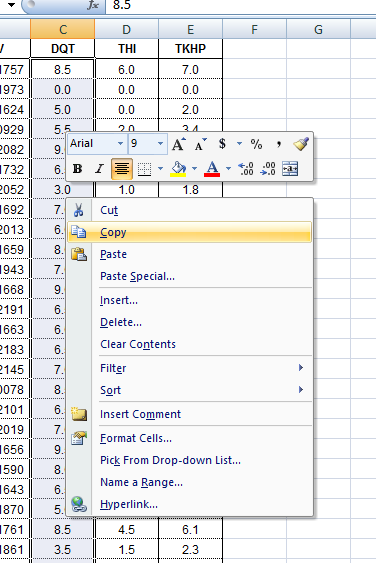 fx 8.5
C D E F G
V DQT THI TKHP
1757 8.5 6.0 7.0
1973 0.0 0.0 0.0
1624 5.0 0.0 2.0
0929 5.5 2.0 3.4
Arial 9 A A $ % ,
2082 9.
B I A .00 .0
1732 6.
2052 3.0 1.0 1.8
1692 7.
Cut
2013 6.
Copy
1659 8.
Paste
1943 7.
Paste Special...
1668 9.
Insert...
2191 6.
Delete...
1663 6.
Clear Contents
2183 6.
2145 7.
Filter
0078 8.
Sort
2101 6.
Insert Comment
2019 7.
Format Cells...
1656 9.
Pick From Drop-down List...
1590 8.
Name a Range...
1643 6.
Hyperlink...
1870 5.
1761 8.5 4.5 6.1
1861 3.5 1.5 2.3